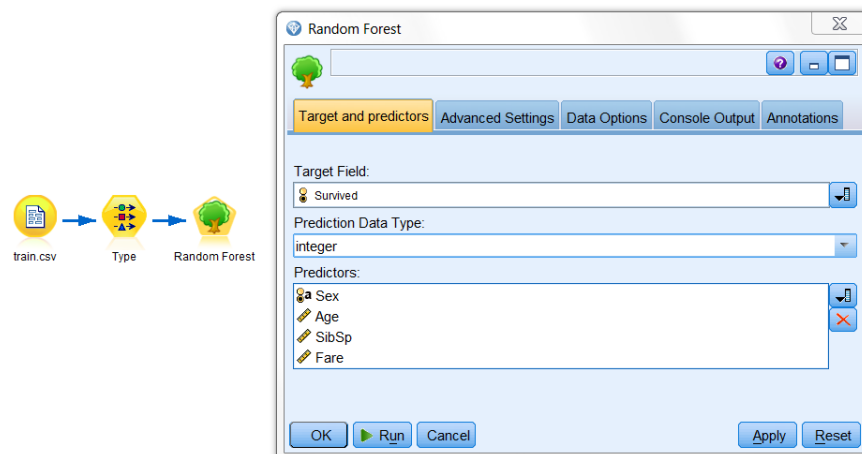 Random Forest
Target and predictors Advanced Settings Data Options Console Output Annotations
Target Field:
Survived
Prediction Data Type:
integer
Predictors:
Sex
Age
SibSp
Fare
OK Run Cancel Apply Reset
train.csv Type Random Forest